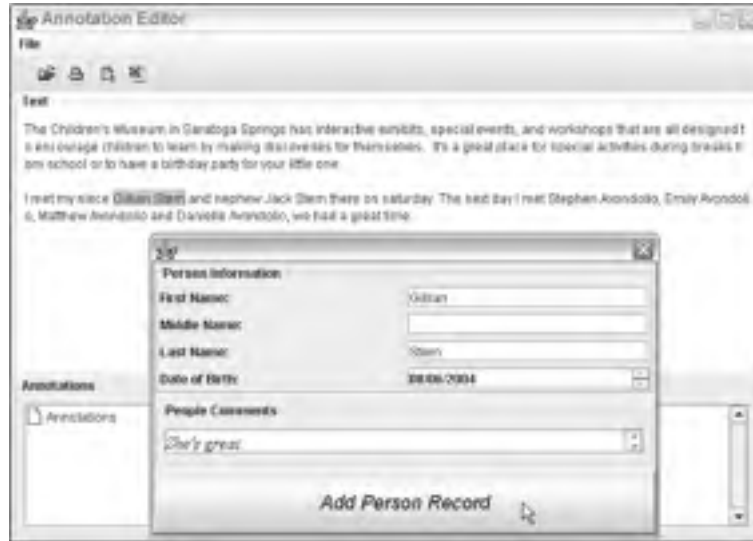 Annotation Editor
File
Text
The Children's Museum in Saratoga Springs has interactive exhibits, special events, and workshops that are all designed t
o encourage children to learn by making discoveries for themselves. It's a great place for special activities during breaks fr
om school or to have a birthday party for your little one.
I met my niece Gillian Stern and nephew Jack Stern there on saturday. The next day I met Stephen Avondolio, Emily Avondoli
o, Matthew Avondolio and Danielle Avondolio, we had a great time.
Person Information
First Name: Gillian
Middle Name:
Last Name: Stern
Date of Birth: 08/06/2004
People Comments
She's great
Add Person Record
Annotations
Annotations